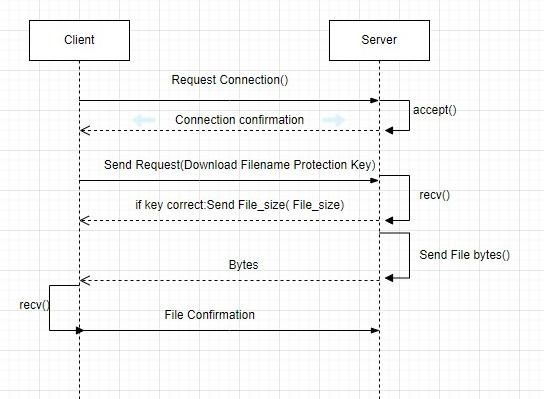 Client
Server
Request Connection()
accept()
Connection confirmation
Send Request(Download Filename Protection Key)
recv()
if key correct:Send File_size( File_size)
Send File bytes()
Bytes
recv()
File Confirmation